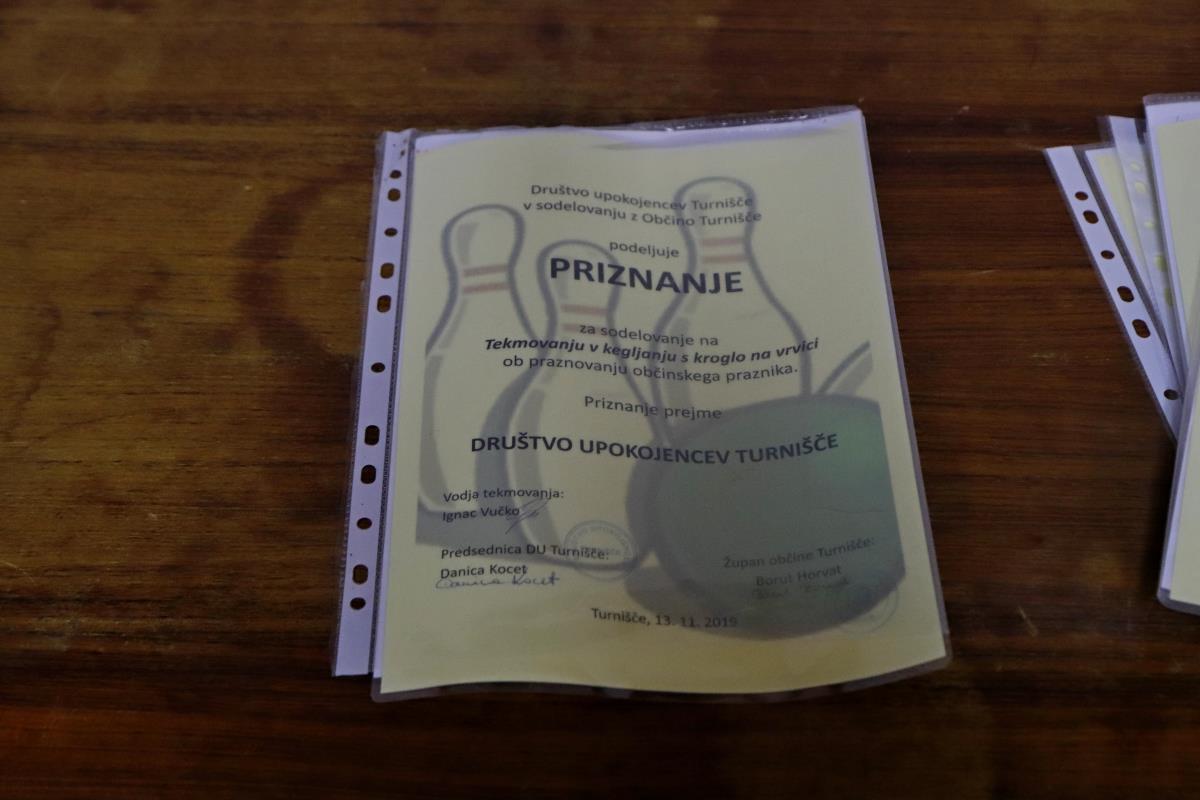 Društvo upokojencev Turnišče
v sodelovanju z Občino Turnišče
podeljuje
PRIZNANJE
za sodelovanje na
Tekmovanju v kegljanju s kroglo na vrvici
ob praznovanju občinskega praznika.
Priznanje prejme
DRUŠTVO UPOKOJENCEV TURNIŠČE
Vodja tekmovanja:
Ignac Vučko
Predsednica DU Turnišče:
Danica Kocet
Danica Kocet
Župan občine Turnišče:
Borut Horvat
Turnišče, 13. 11. 2019